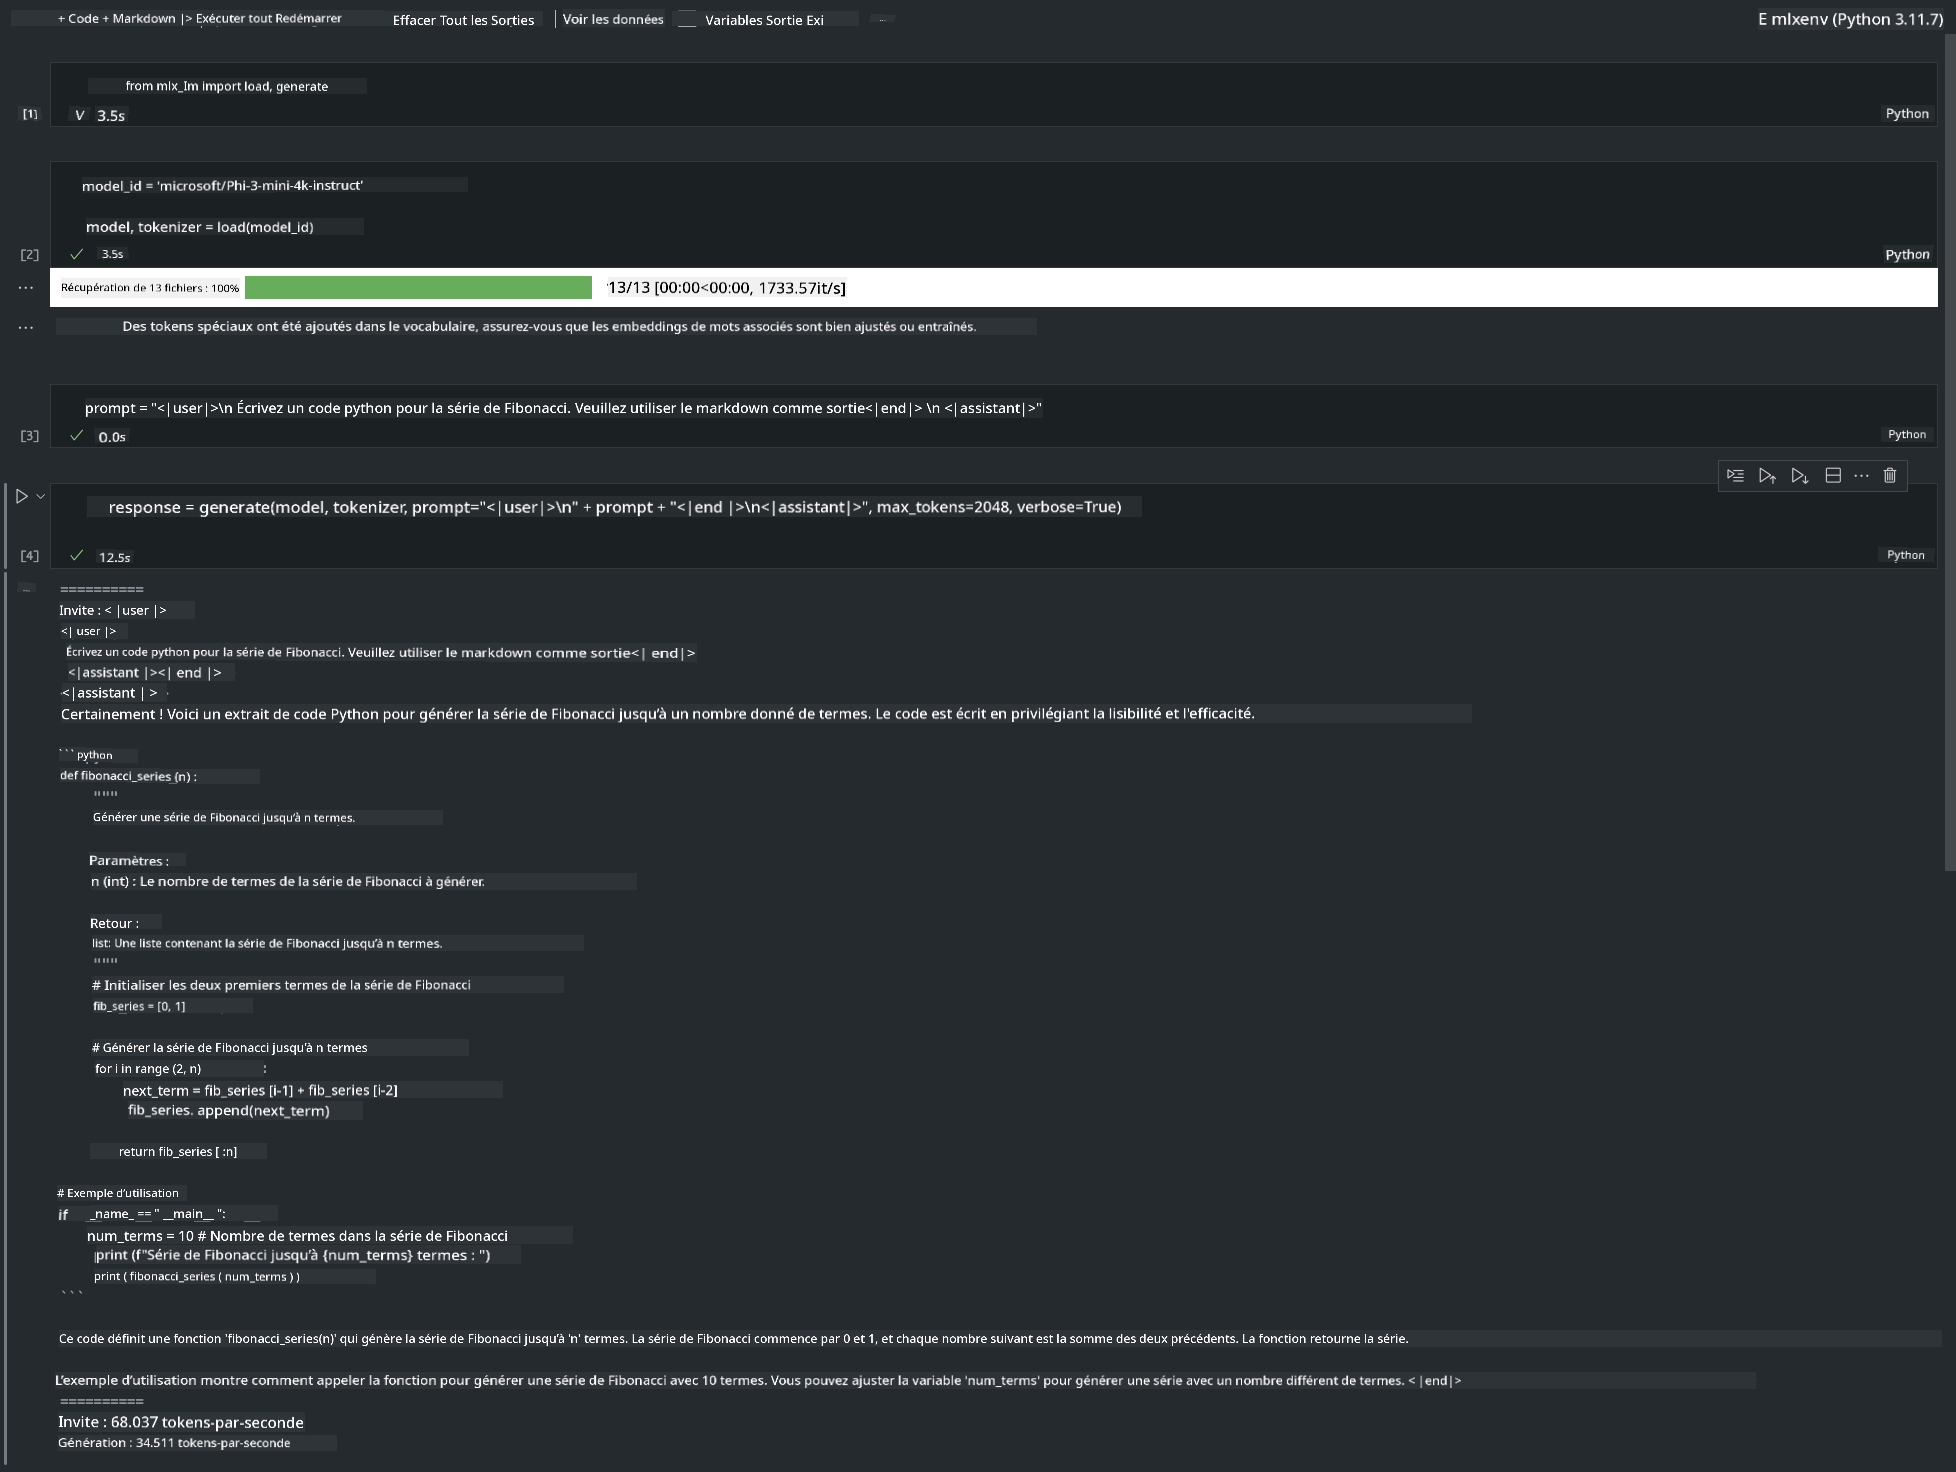 + Code + Markdown |> Exécuter tout Redémarrer Effacer Tout les Sorties | Voir les données Variables Sortie Exi ... E mlxenv (Python 3.11.7)
from mlx_Im import load, generate
[1] V 3.5s Python
model_id = 'microsoft/Phi-3-mini-4k-instruct'
model, tokenizer = load(model_id)
[2] ✓ 3.5s Python
... Récupération de 13 fichiers : 100% 13/13 [00:00<00:00, 1733.57it/s]
... Des tokens spéciaux ont été ajoutés dans le vocabulaire, assurez-vous que les embeddings de mots associés sont bien ajustés ou entraînés.
prompt = "<|user|>\n Écrivez un code python pour la série de Fibonacci. Veuillez utiliser le markdown comme sortie<|end|> \n <|assistant|>"
[3] ✓ 0.0s Python
response = generate(model, tokenizer, prompt="<|user|>\n" + prompt + "<|end |>\n<|assistant|>", max_tokens=2048, verbose=True)
[4] ✓ 12.5s Python
... ==========
Invite : < |user |>
<| user |>
Écrivez un code python pour la série de Fibonacci. Veuillez utiliser le markdown comme sortie<| end|>
<|assistant |><| end |>
<|assistant | >
Certainement ! Voici un extrait de code Python pour générer la série de Fibonacci jusqu'à un nombre donné de termes. Le code est écrit en privilégiant la lisibilité et l'efficacité.
```python
def fibonacci_series (n) :
"""
Générer une série de Fibonacci jusqu'à n termes.
Paramètres :
n (int) : Le nombre de termes de la série de Fibonacci à générer.
Retour :
list: Une liste contenant la série de Fibonacci jusqu'à n termes.
"""
# Initialiser les deux premiers termes de la série de Fibonacci
fib_series = [0, 1]
# Générer la série de Fibonacci jusqu'à n termes
for i in range (2, n) :
next_term = fib_series [i-1] + fib_series [i-2]
fib_series. append(next_term)
return fib_series [ :n]
# Exemple d'utilisation
if _name_ == " __main__ ":
num_terms = 10 # Nombre de termes dans la série de Fibonacci
print (f"Série de Fibonacci jusqu'à {num_terms} termes : ")
print ( fibonacci_series ( num_terms ) )
```
Ce code définit une fonction 'fibonacci_series(n)' qui génère la série de Fibonacci jusqu'à 'n' termes. La série de Fibonacci commence par 0 et 1, et chaque nombre suivant est la somme des deux précédents. La fonction retourne la série.
L'exemple d'utilisation montre comment appeler la fonction pour générer une série de Fibonacci avec 10 termes. Vous pouvez ajuster la variable 'num_terms' pour générer une série avec un nombre différent de termes. < |end|>
==========
Invite : 68.037 tokens-par-seconde
Génération : 34.511 tokens-par-seconde